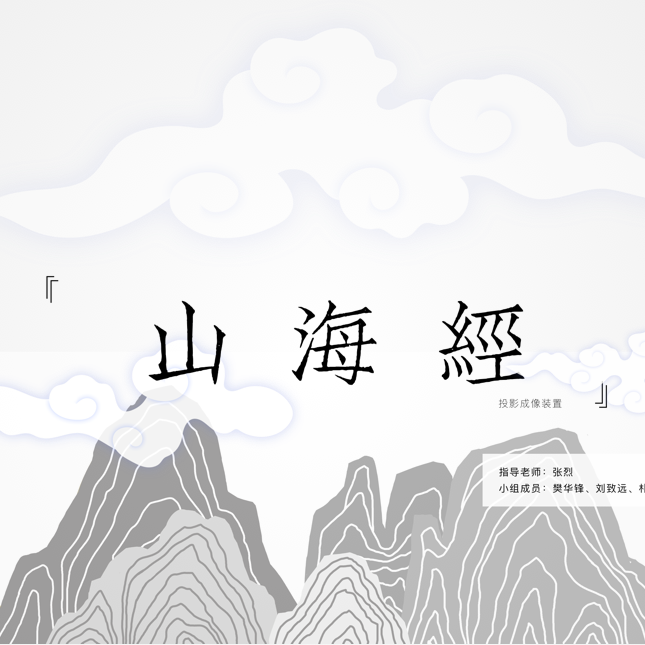 『
山海經
投影成像装置
』
指导老师：张烈
小组成员：樊华锋、刘致远、